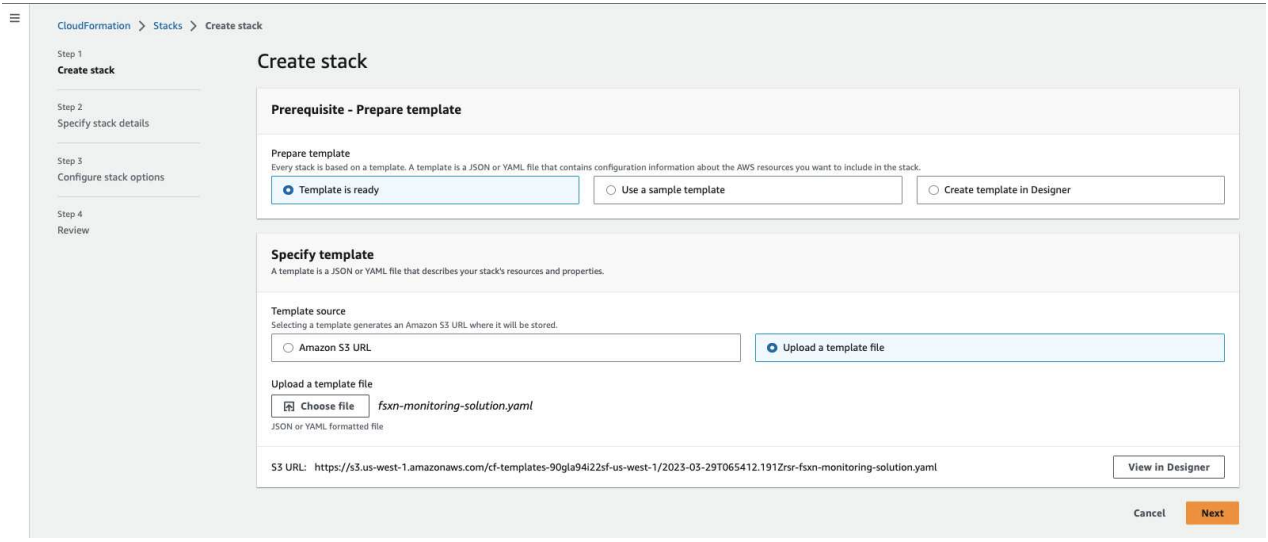 CloudFormation > Stacks > Create stack
Step 1
Create stack
Step 2
Specify stack details
Step 3
Configure stack options
Step 4
Review
Create stack
Prerequisite - Prepare template
Prepare template
Every stack is based on a template. A template is a JSON or YAML file that contains configuration information about the AWS resources you want to include in the stack.
Template is ready
Use a sample template
Create template in Designer
Specify template
A template is a JSON or YAML file that describes your stack's resources and properties.
Template source
Selecting a template generates an Amazon S3 URL where it will be stored.
Amazon S3 URL
Upload a template file
Upload a template file
Choose file fsxn-monitoring-solution.yaml
JSON or YAML formatted file
S3 URL: https://s3.us-west-1.amazonaws.com/cf-templates-90gla94i22sf-us-west-1/2023-03-29T065412.191Zrsr-fsxn-monitoring-solution.yaml
View in Designer
Cancel
Next